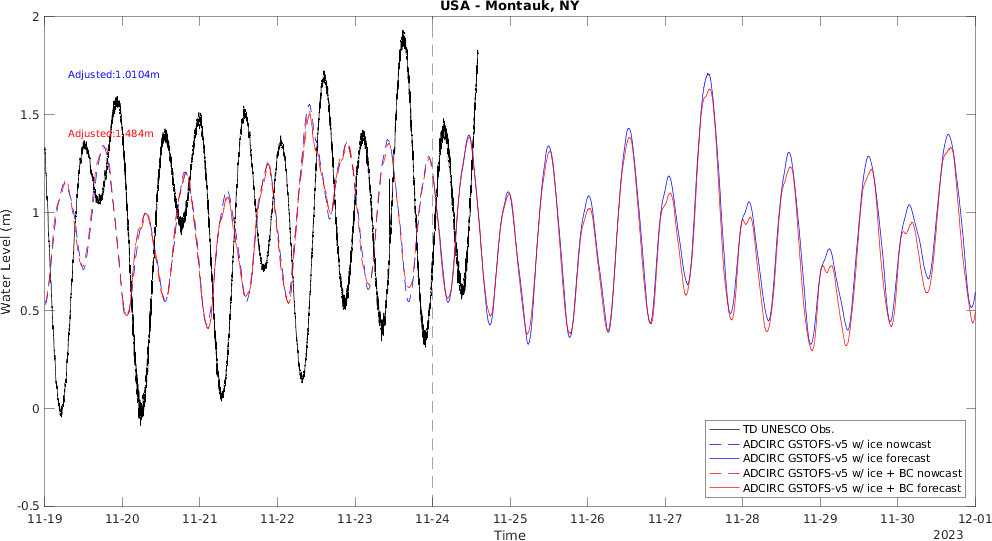 USA - Montauk, NY
Water Level (m)
2
1.5
1
0.5
0
-0.5
Adjusted:1.0104m
Adjusted:1.484m
TD UNESCO Obs.
ADCIRC GSTOFS-v5 w/ ice nowcast
ADCIRC GSTOFS-v5 w/ ice forecast
ADCIRC GSTOFS-v5 w/ ice + BC nowcast
ADCIRC GSTOFS-v5 w/ ice + BC forecast
11-19 11-20 11-21 11-22 11-23 11-24 11-25 11-26 11-27 11-28 11-29 11-30 12-01
Time
2023